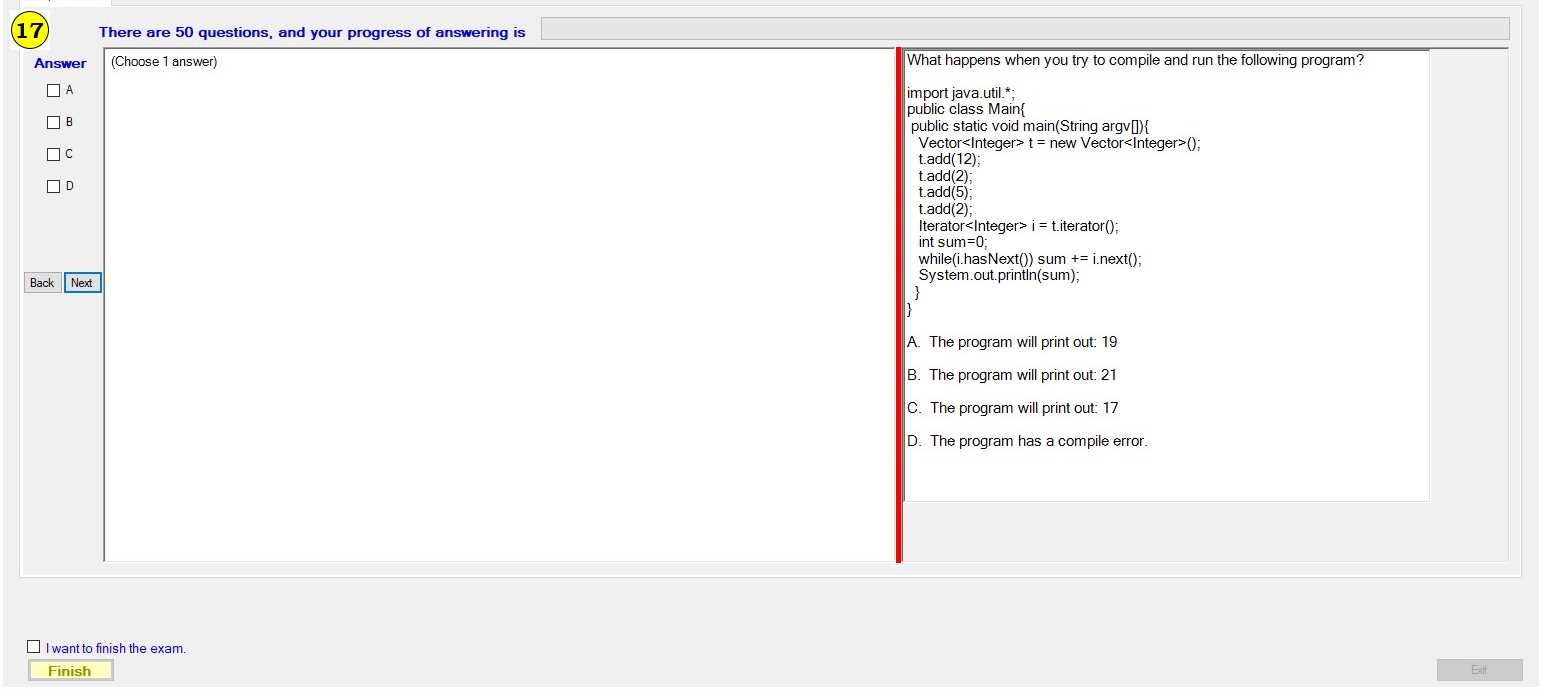 17
There are 50 questions, and your progress of answering is
Answer
(Choose 1 answer)
A
B
C
D
Back Next
What happens when you try to compile and run the following program?
import java.util.*;
public class Main{
public static void main(String argv[]){
Vector<Integer> t = new Vector<Integer>();
t.add(12);
t.add(2);
t.add(5);
t.add(2);
Iterator<Integer> i = t.iterator();
int sum=0;
while(i.hasNext()) sum += i.next();
System.out.println(sum);
}
}
A. The program will print out: 19
B. The program will print out: 21
C. The program will print out: 17
D. The program has a compile error.
I want to finish the exam.
Finish
Exit